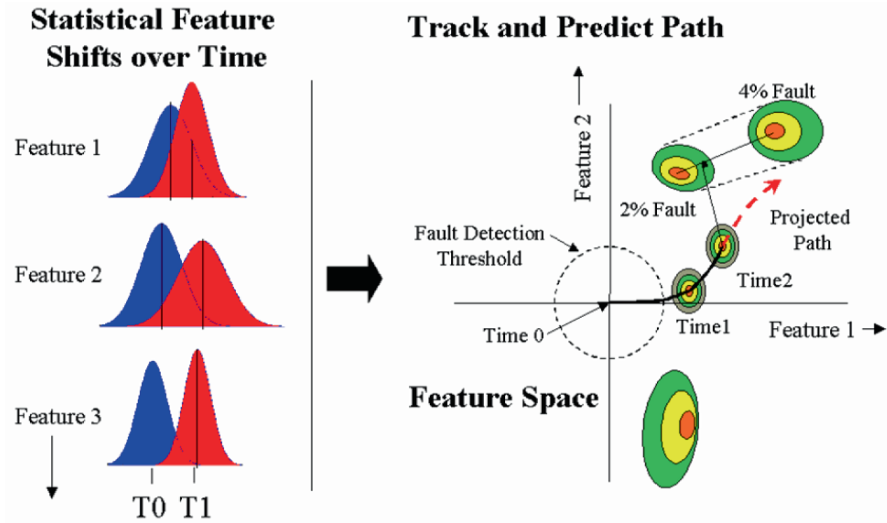 Statistical Feature
Shifts over Time
Feature 1
Feature 2
Feature 3
T0 T1
Track and Predict Path
Feature 2
4% Fault
2% Fault
Projected
Path
Fault Detection
Threshold
Time2
Time 0
Time1
Feature 1
Feature Space